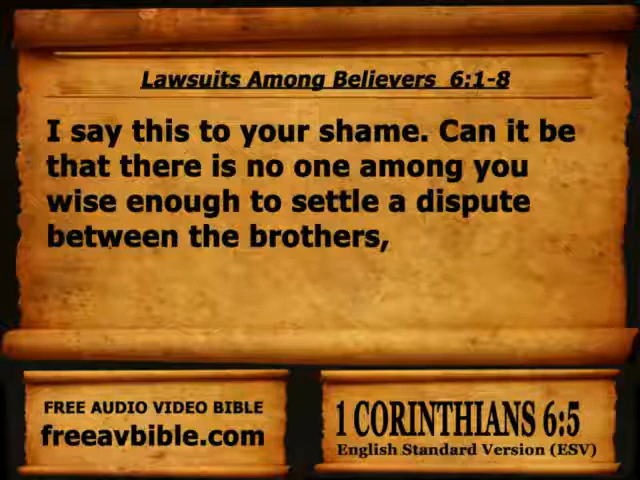 Lawsuits Among Believers 6:1-8
I say this to your shame. Can it be
that there is no one among you
wise enough to settle a dispute
between the brothers,
FREE AUDIO VIDEO BIBLE
freeavbible.com
1 CORINTHIANS 6:5
English Standard Version (ESV)